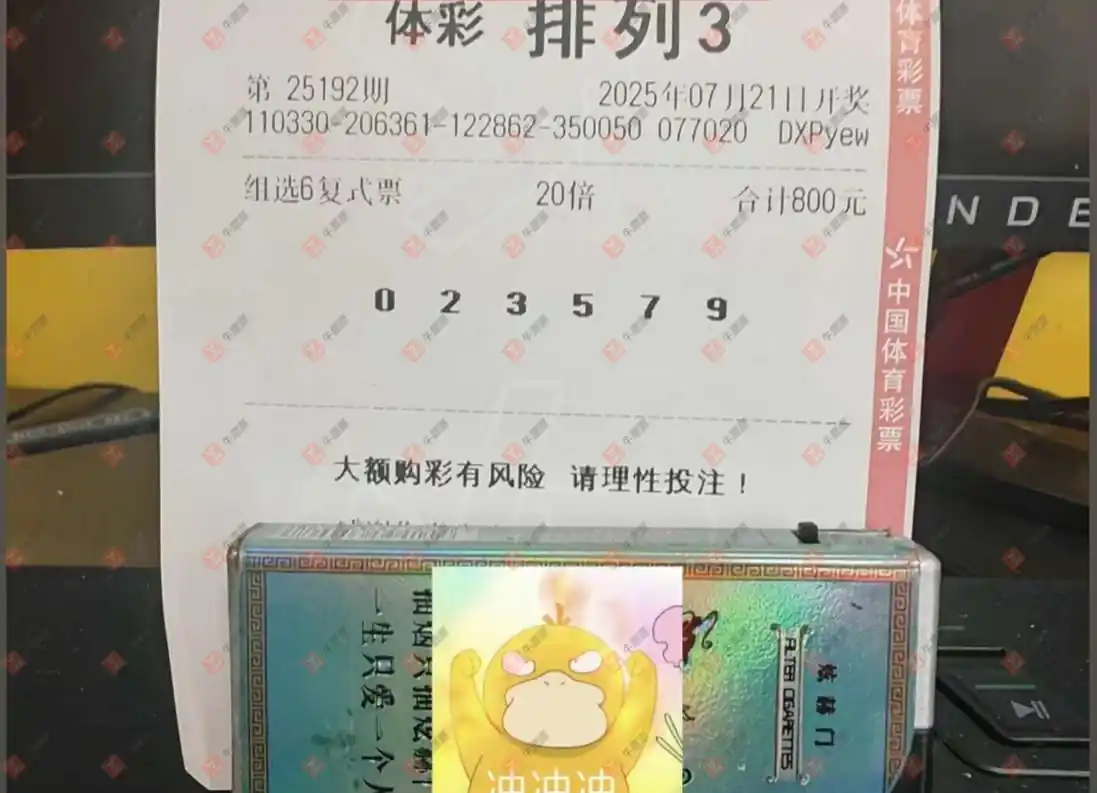 体彩 排列3
第 25192期 2025年07月21日开奖
110330-206361-122862-350050 077020 DXPyew
组选6复式票 20倍 合计800元
0 2 3 5 7 9
大额购彩有风险 请理性投注！
体育彩票
中国体育彩票
NDE
一生只爱一个人
FILTER CIGARETTES
炫赫门
冲冲冲